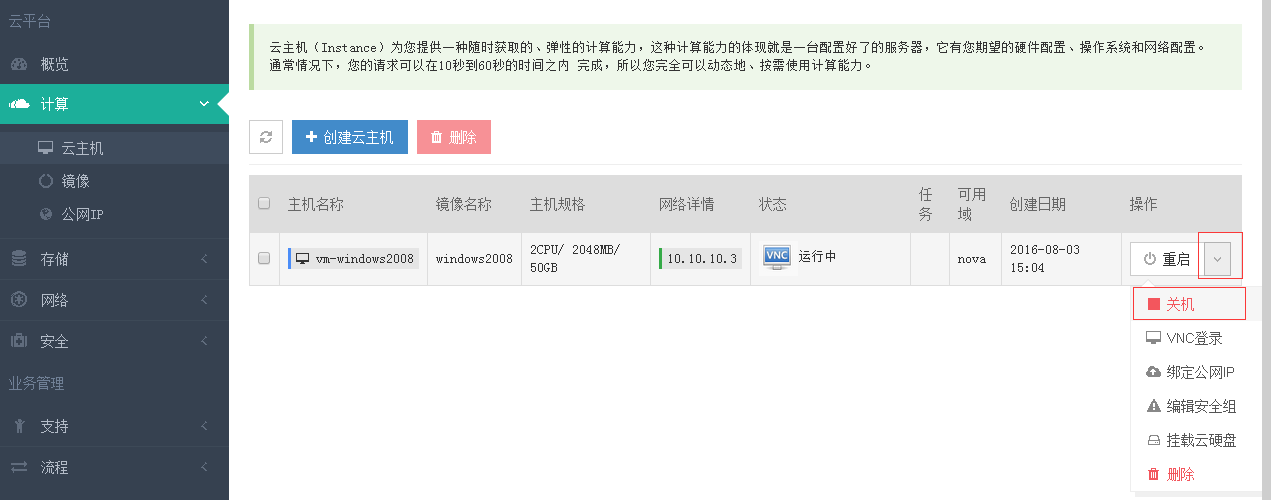 云平台
概览
计算
云主机
镜像
公网IP
存储
网络
安全
业务管理
支持
流程
云主机（Instance）为您提供一种随时获取的、弹性的计算能力，这种计算能力的体现就是一台配置好了的服务器，它有您期望的硬件配置、操作系统和网络配置。
通常情况下，您的请求可以在10秒到60秒的时间之内 完成，所以您完全可以动态地、按需使用计算能力。
创建云主机 删除
主机名称 镜像名称 主机规格 网络详情 状态 任务 可用域 创建日期 操作
vm-windows2008 windows2008 2CPU/ 2048MB/ 50GB 10.10.10.3 VNC 运行中 nova 2016-08-03 15:04 重启
关机
VNC登录
绑定公网IP
编辑安全组
挂载云硬盘
删除